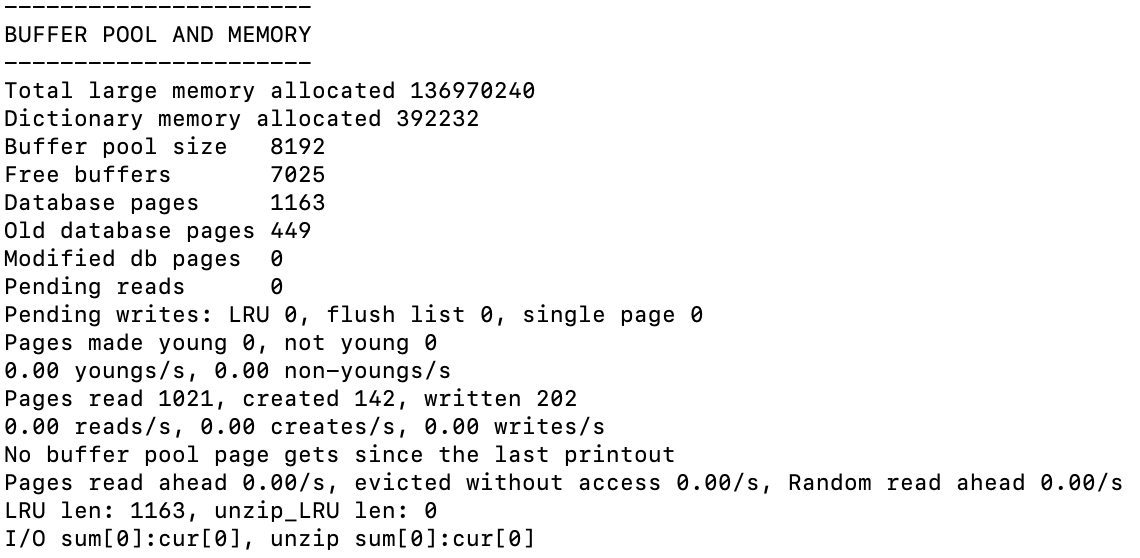 ----------------------
BUFFER POOL AND MEMORY
----------------------
Total large memory allocated 136970240
Dictionary memory allocated 392232
Buffer pool size   8192
Free buffers       7025
Database pages     1163
Old database pages 449
Modified db pages  0
Pending reads      0
Pending writes: LRU 0, flush list 0, single page 0
Pages made young 0, not young 0
0.00 youngs/s, 0.00 non-youngs/s
Pages read 1021, created 142, written 202
0.00 reads/s, 0.00 creates/s, 0.00 writes/s
No buffer pool page gets since the last printout
Pages read ahead 0.00/s, evicted without access 0.00/s, Random read ahead 0.00/s
LRU len: 1163, unzip_LRU len: 0
I/O sum[0]:cur[0], unzip sum[0]:cur[0]